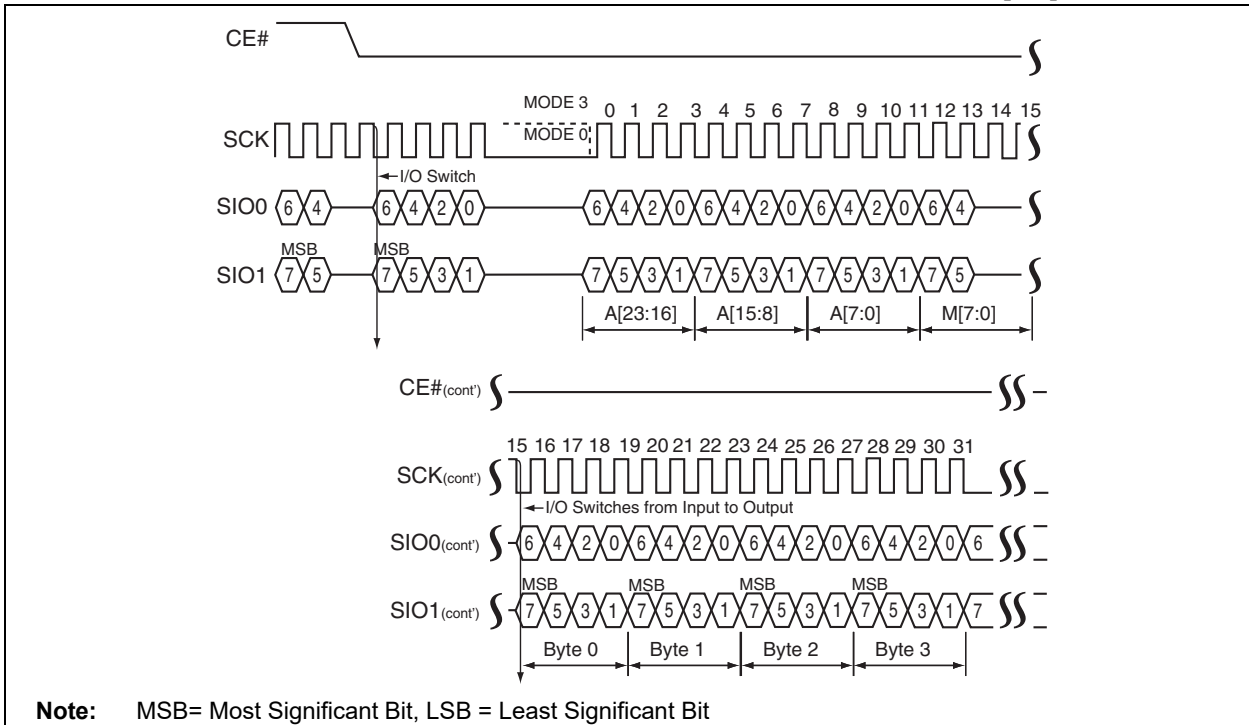 CE#
MODE 3
0 1 2 3 4 5 6 7 8 9 10 11 12 13 14 15
SCK
MODE 0
I/O Switch
SIO0 6 4 6 4 2 0 6 4 2 0 6 4 2 0 6 4 2 0 6 4
MSB MSB
SIO1 7 5 7 5 3 1 7 5 3 1 7 5 3 1 7 5 3 1 7 5
A[23:16] A[15:8] A[7:0] M[7:0]
CE#(cont')
15 16 17 18 19 20 21 22 23 24 25 26 27 28 29 30 31
SCK(cont')
I/O Switches from Input to Output
SIO0(cont') 6 4 2 0 6 4 2 0 6 4 2 0 6 4 2 0 6
MSB MSB MSB MSB
SIO1(cont') 7 5 3 1 7 5 3 1 7 5 3 1 7 5 3 1 7
Byte 0 Byte 1 Byte 2 Byte 3
Note: MSB= Most Significant Bit, LSB = Least Significant Bit